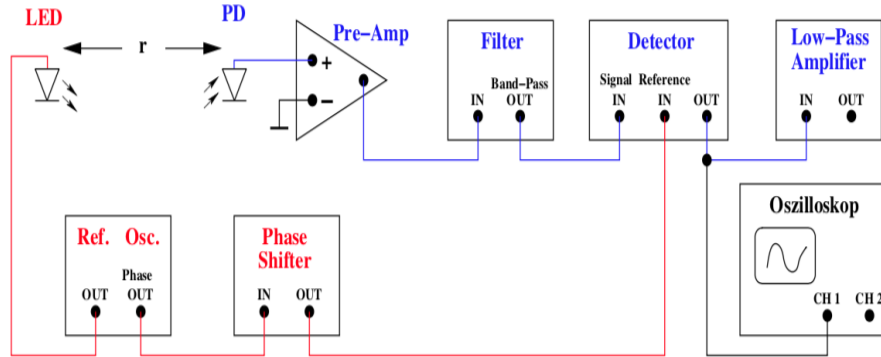 LED
r
PD
Pre–Amp
+
–
Filter
Band–Pass
IN OUT
Detector
Signal Reference
IN IN OUT
Low–Pass
Amplifier
IN OUT
Ref. Osc.
Phase
OUT OUT
Phase
Shifter
IN OUT
Oszilloskop
CH 1 CH 2